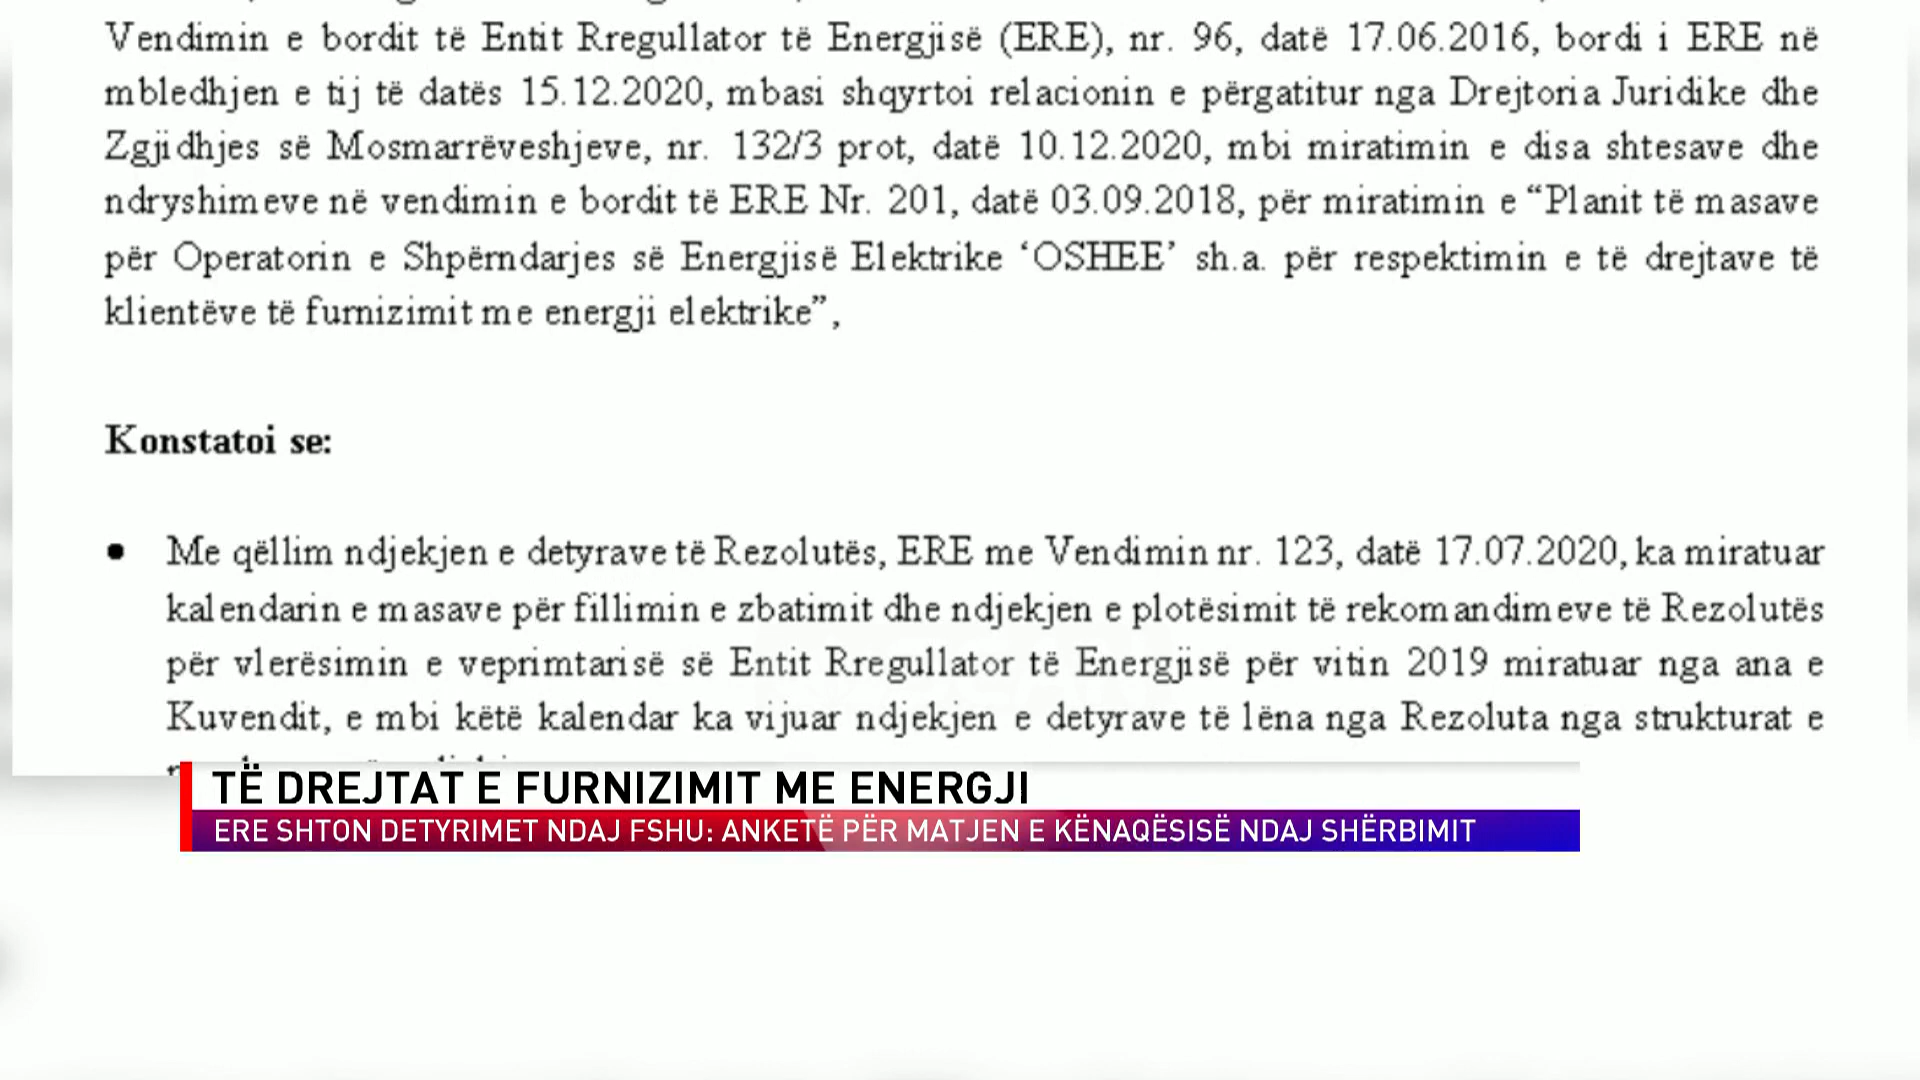 Vendimin e bordit të Entit Rregullator të Energjisë (ERE), nr. 96, datë 17.06.2016, bordi i ERE në
mbledhjen e tij të datës 15.12.2020, mbasi shqyrtoi relacionin e përgatitur nga Drejtoria Juridike dhe
Zgjidhjes së Mosmarrëveshjeve, nr. 132/3 prot, datë 10.12.2020, mbi miratimin e disa shtesave dhe
ndryshimeve në vendimin e bordit të ERE Nr. 201, datë 03.09.2018, për miratimin e “Planit të masave
për Operatorin e Shpërndarjes së Energjisë Elektrike ‘OSHEE’ sh.a. për respektimin e të drejtave të
klientëve të furnizimit me energji elektrike”,
Konstatoi se:
• Me qëllim ndjekjen e detyrave të Rezolutës, ERE me Vendimin nr. 123, datë 17.07.2020, ka miratuar
kalendarin e masave për fillimin e zbatimit dhe ndjekjen e plotësimit të rekomandimeve të Rezolutës
për vlerësimin e veprimtarisë së Entit Rregullator të Energjisë për vitin 2019 miratuar nga ana e
Kuvendit, e mbi këtë kalendar ka vijuar ndjekjen e detyrave të lëna nga Rezoluta nga strukturat e
TË DREJTAT E FURNIZIMIT ME ENERGJI
ERE SHTON DETYRIMET NDAJ FSHU: ANKETË PËR MATJEN E KËNAQËSISË NDAJ SHËRBIMIT